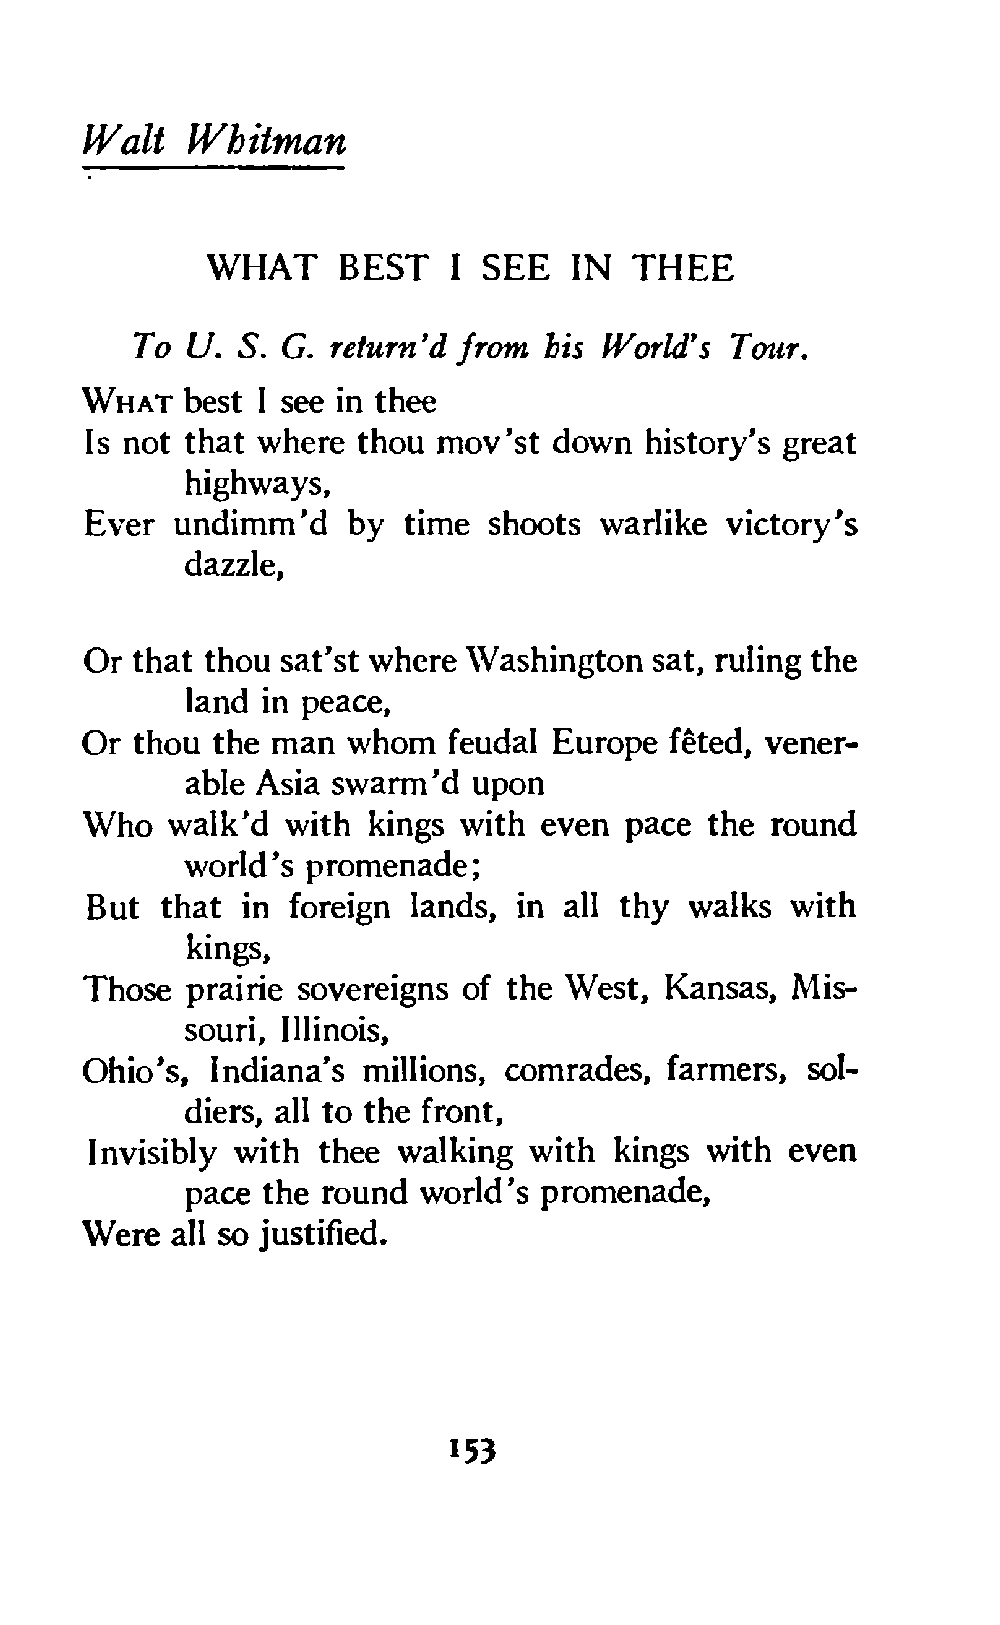 Walt Whitman
WHAT BEST I SEE IN THEE
To U. S. G. return'd from his World's Tour.
WHAT best I see in thee
Is not that where thou mov'st down history's great
highways,
Ever undimm'd by time shoots warlike victory's
dazzle,
Or that thou sat'st where Washington sat, ruling the
land in peace,
Or thou the man whom feudal Europe fêted, vener-
able Asia swarm'd upon
Who walk'd with kings with even pace the round
world's promenade;
But that in foreign lands, in all thy walks with
kings,
Those prairie sovereigns of the West, Kansas, Mis-
souri, Illinois,
Ohio's, Indiana's millions, comrades, farmers, sol-
diers, all to the front,
Invisibly with thee walking with kings with even
pace the round world's promenade,
Were all so justified.
153